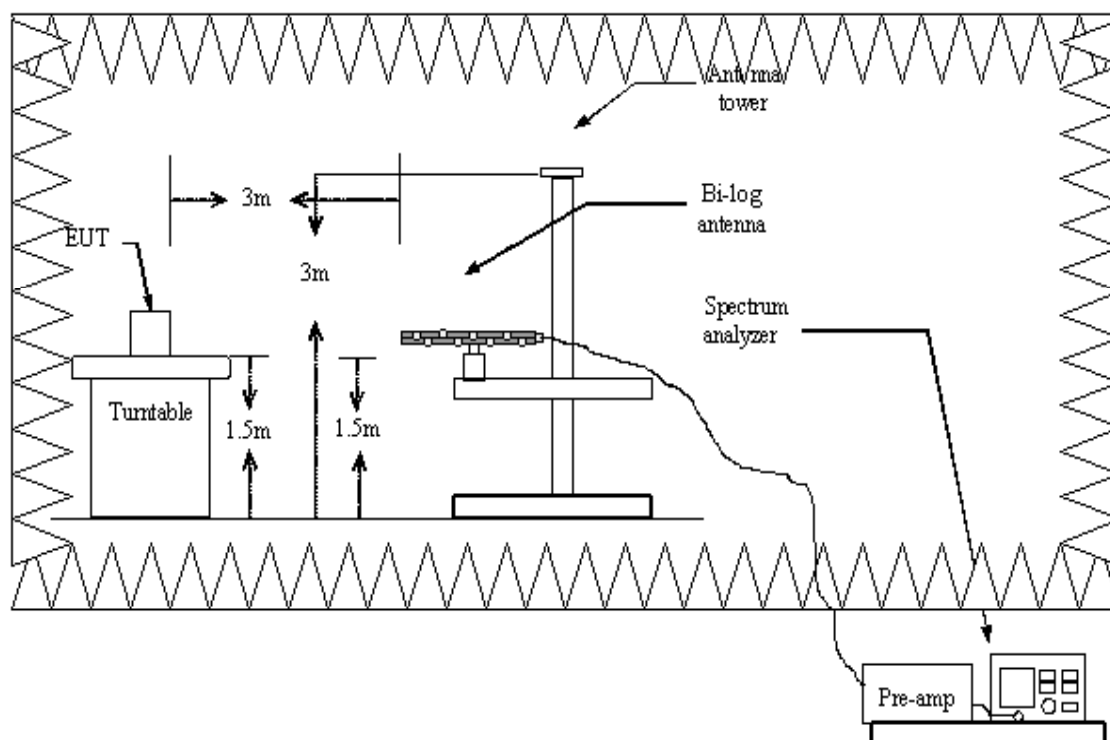 Antenna
tower
3m
Bi-log
antenna
EUT
3m
Spectrum
analyzer
Turntable
1.5m
1.5m
Pre-amp